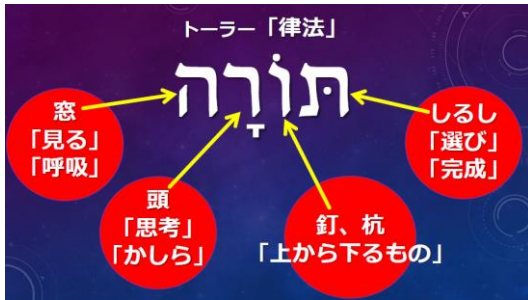 トーラー「律法」
תּוֹרָה
窓
「見る」
「呼吸」
頭
「思考」
「かしら」
釘、杭
「上から下るもの」
しるし
「選び」
「完成」